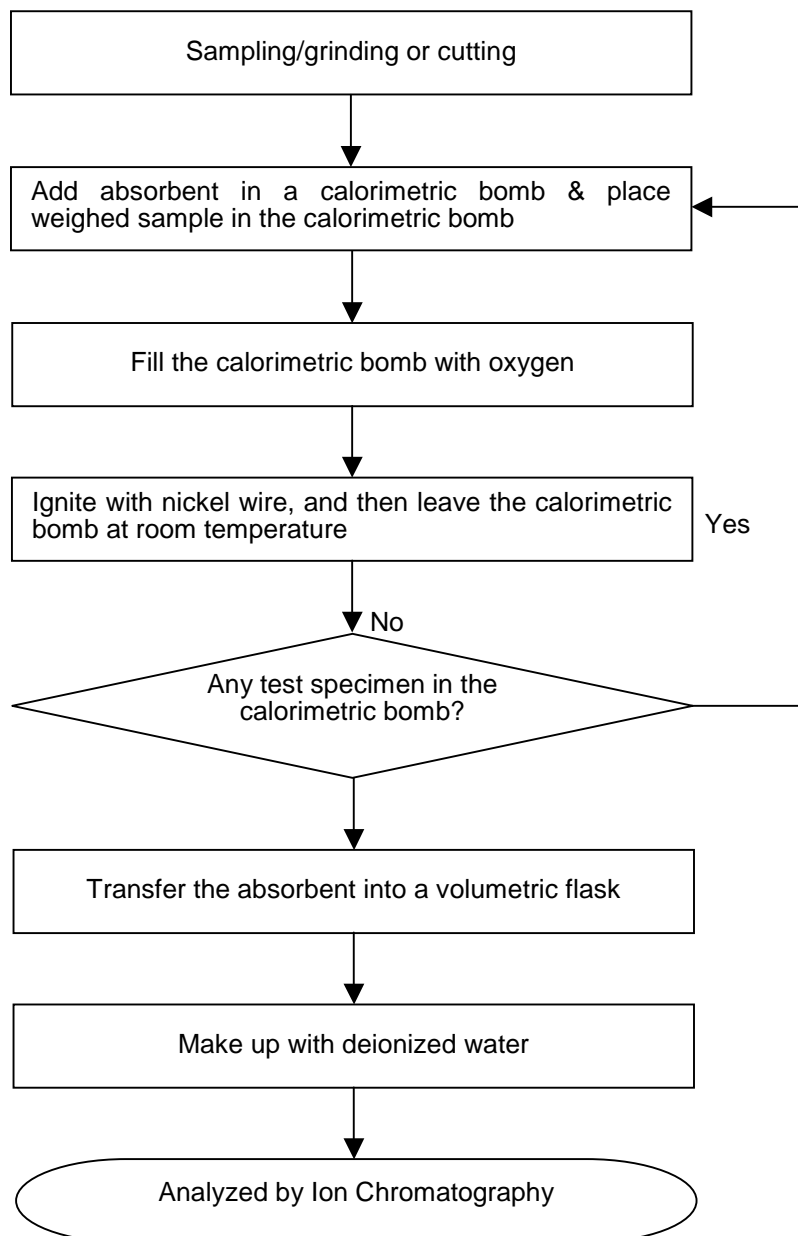 Sampling/grinding or cutting
Add absorbent in a calorimetric bomb & place
weighed sample in the calorimetric bomb
Fill the calorimetric bomb with oxygen
Ignite with nickel wire, and then leave the calorimetric
bomb at room temperature
Yes
No
Any test specimen in the
calorimetric bomb?
Transfer the absorbent into a volumetric flask
Make up with deionized water
Analyzed by Ion Chromatography